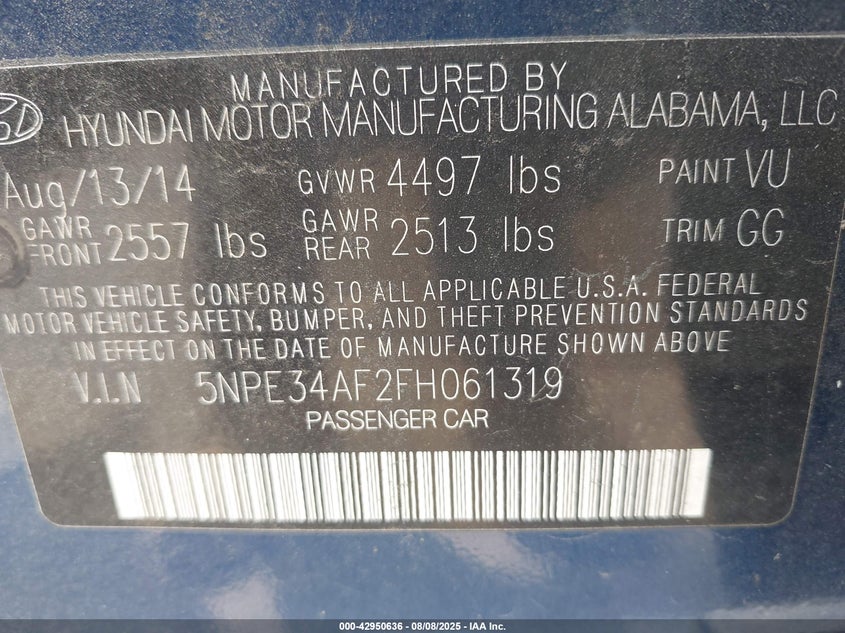 MANUFACTURED BY
HYUNDAI MOTOR MANUFACTURING ALABAMA, LLC
Aug/13/14 GVWR 4497 lbs PAINT VU
GAWR FRONT 2557 lbs GAWR REAR 2513 lbs TRIM GG
THIS VEHICLE CONFORMS TO ALL APPLICABLE U.S.A. FEDERAL
MOTOR VEHICLE SAFETY, BUMPER, AND THEFT PREVENTION STANDARDS
IN EFFECT ON THE DATE OF MANUFACTURE SHOWN ABOVE
V.I.N 5NPE34AF2FH061319
PASSENGER CAR
000-42950636 - 08/08/2025 - IAA Inc.